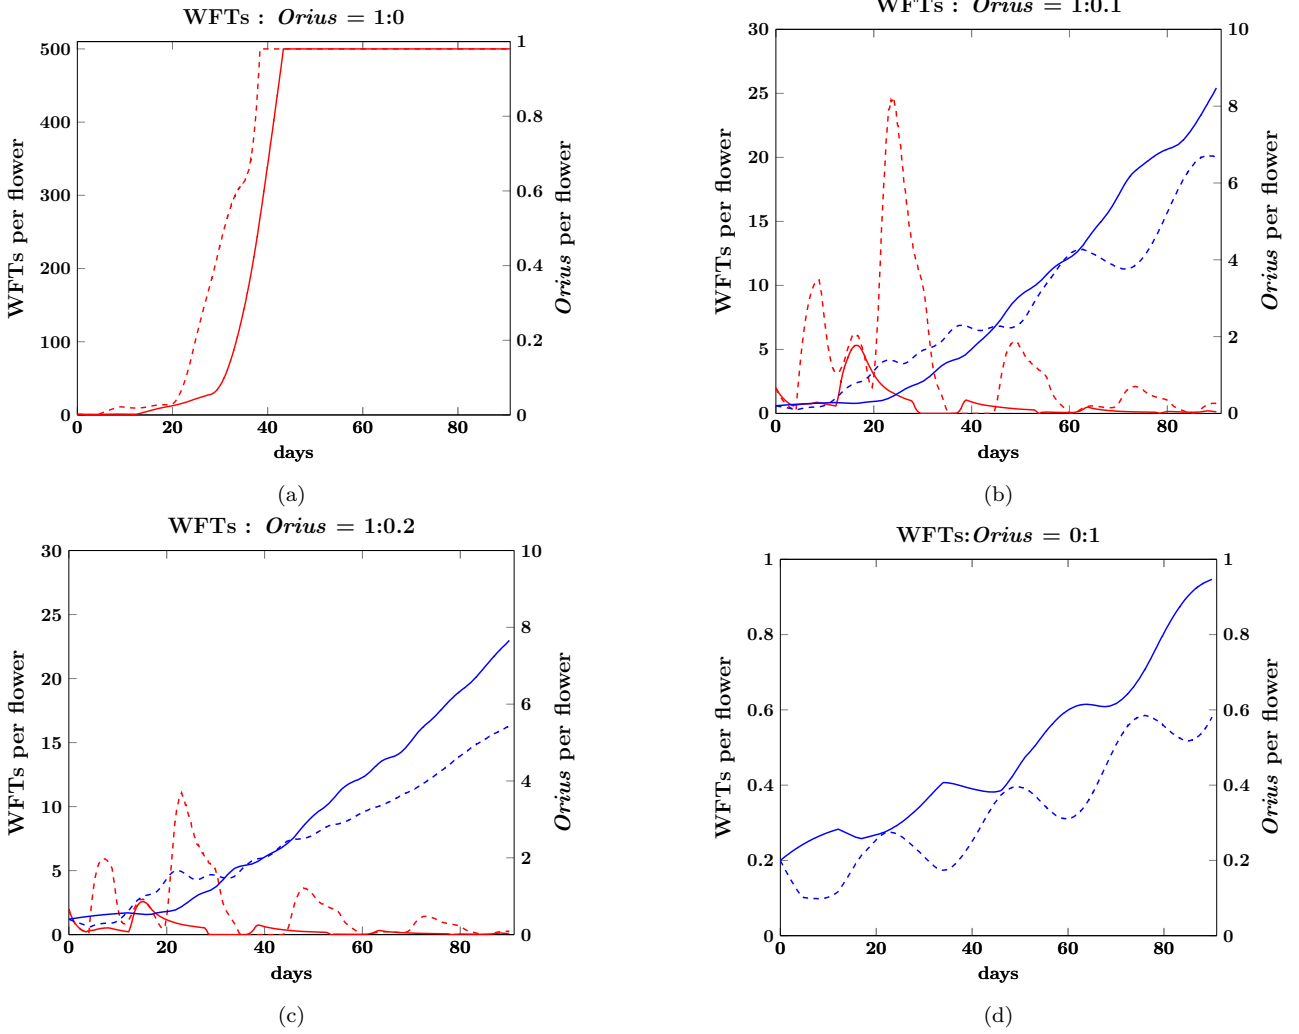 WFTs : Orius = 1:0
WFTs per flower
500
400
300
200
100
0
1
0.8
0.6
0.4
0.2
0
Orius per flower
0 20 40 60 80
days
(a)
WFTs : Orius = 1:0.1
WFTs per flower
30
25
20
15
10
5
0
10
8
6
4
2
0
Orius per flower
0 20 40 60 80
days
(b)
WFTs : Orius = 1:0.2
WFTs per flower
30
25
20
15
10
5
0
10
8
6
4
2
0
Orius per flower
0 20 40 60 80
days
(c)
WFTs:Orius = 0:1
WFTs per flower
1
0.8
0.6
0.4
0.2
0
1
0.8
0.6
0.4
0.2
0
Orius per flower
0 20 40 60 80
days
(d)